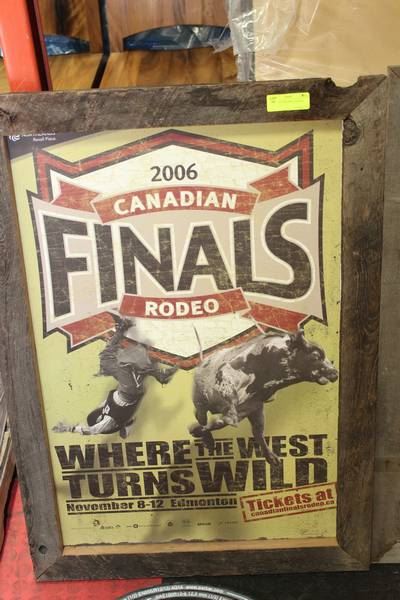 2006
CANADIAN
FINALS
RODEO
WHERE THE WEST
TURNS WILD
November 8-12 Edmonton
Tickets at
canadianfinalsrodeo.ca